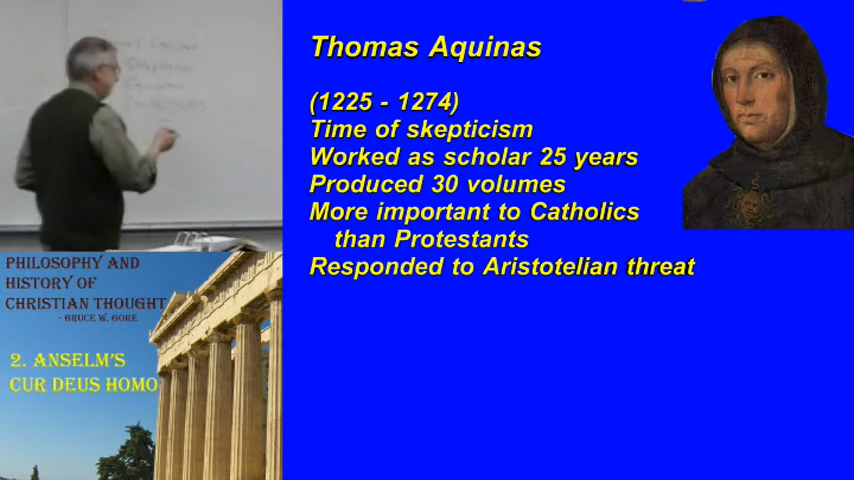 Thomas Aquinas
(1225 - 1274)
Time of skepticism
Worked as scholar 25 years
Produced 30 volumes
More important to Catholics
than Protestants
Responded to Aristotelian threat
PHILOSOPHY AND
HISTORY OF
CHRISTIAN THOUGHT
- BRUCE W. GORE
2. ANSELM'S
CUR DEUS HOMO